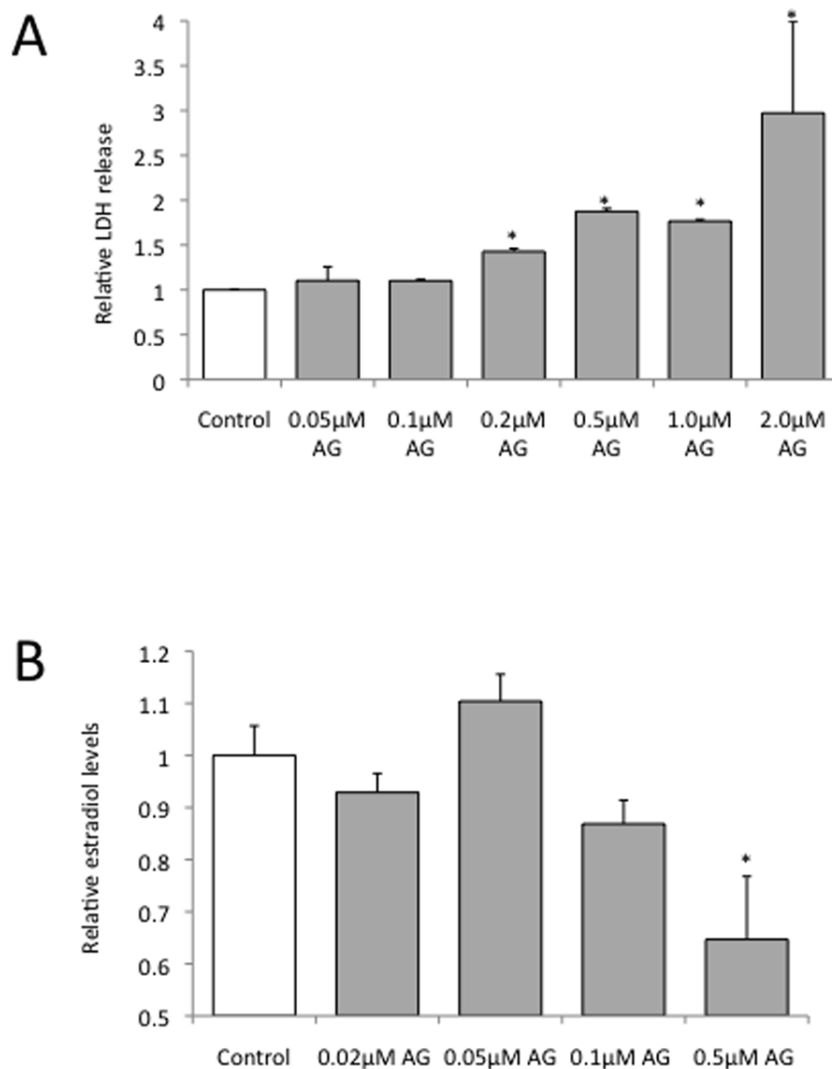 A
Relative LDH release
4
3.5
3
2.5
2
1.5
1
0.5
0
* * * *
Control 0.05µM AG 0.1µM AG 0.2µM AG 0.5µM AG 1.0µM AG 2.0µM AG
B
Relative estradiol levels
1.2
1.1
1
0.9
0.8
0.7
0.6
0.5
*
Control 0.02µM AG 0.05µM AG 0.1µM AG 0.5µM AG